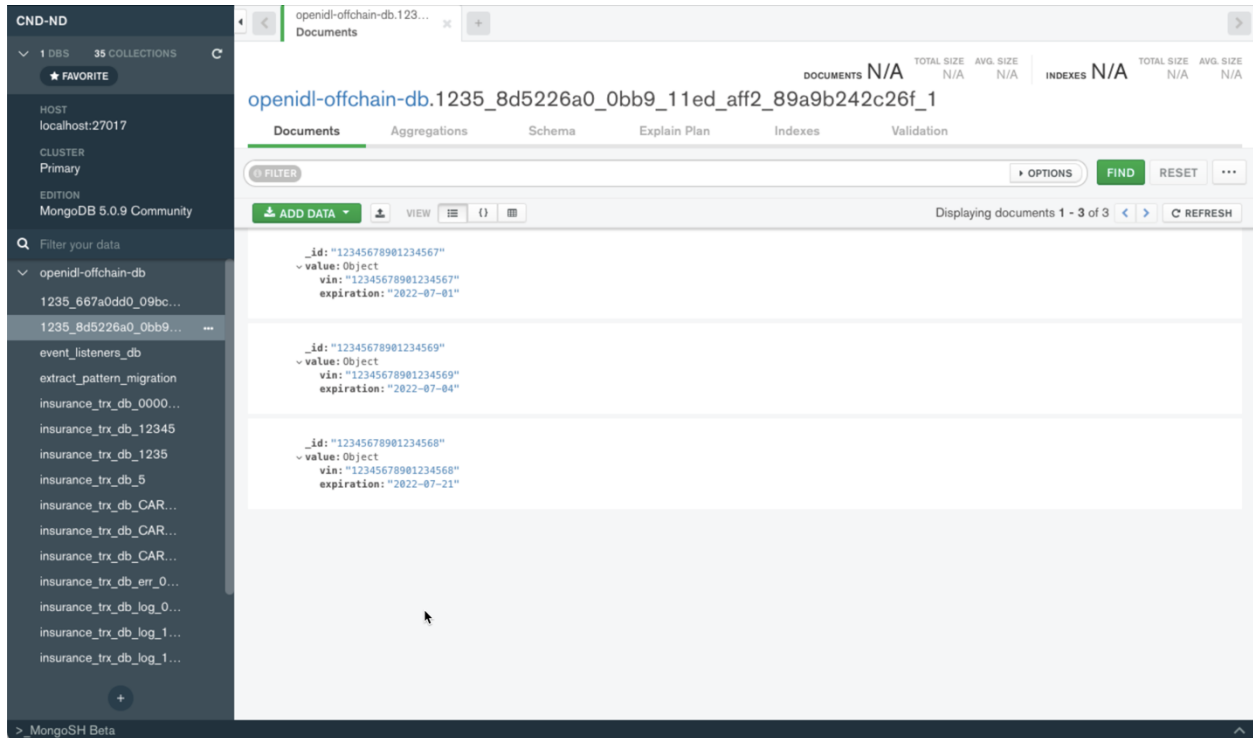 CND-ND
1 DBS 35 COLLECTIONS
★ FAVORITE
HOST
localhost:27017
CLUSTER
Primary
EDITION
MongoDB 5.0.9 Community
Filter your data
openidl-offchain-db
1235_667a0dd0_09bc...
1235_8d5226a0_0bb9... ...
event_listeners_db
extract_pattern_migration
insurance_trx_db_0000...
insurance_trx_db_12345
insurance_trx_db_1235
insurance_trx_db_5
insurance_trx_db_CAR...
insurance_trx_db_CAR...
insurance_trx_db_CAR...
insurance_trx_db_err_0...
insurance_trx_db_log_0...
insurance_trx_db_log_1...
insurance_trx_db_log_1...
+
>_MongoSH Beta
openidl-offchain-db.123...
Documents
DOCUMENTS N/A TOTAL SIZE N/A AVG. SIZE N/A INDEXES N/A TOTAL SIZE N/A AVG. SIZE N/A
openidl-offchain-db.1235_8d5226a0_0bb9_11ed_aff2_89a9b242c26f_1
Documents Aggregations Schema Explain Plan Indexes Validation
FILTER OPTIONS FIND RESET ...
ADD DATA VIEW {} Displaying documents 1 - 3 of 3 < > REFRESH
_id: "12345678901234567"
value: Object
vin: "12345678901234567"
expiration: "2022-07-01"
_id: "12345678901234569"
value: Object
vin: "12345678901234569"
expiration: "2022-07-04"
_id: "12345678901234568"
value: Object
vin: "12345678901234568"
expiration: "2022-07-21"